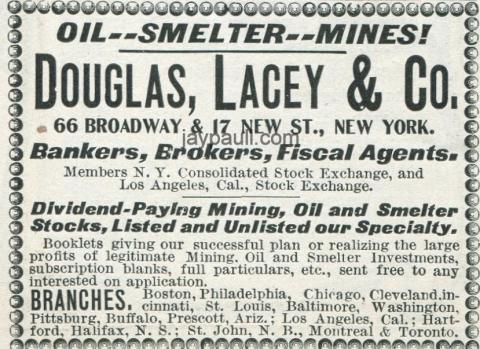 OIL--SMELTER--MINES!
DOUGLAS, LACEY & CO.
66 BROADWAY & 17 NEW ST., NEW YORK.
jaypaull.com
Bankers, Brokers, Fiscal Agents.
Members N. Y. Consolidated Stock Exchange, and
Los Angeles, Cal., Stock Exchange.
Dividend-Paying Mining, Oil and Smelter
Stocks, Listed and Unlisted our Specialty.
Booklets giving our successful plan or realizing the large
profits of legitimate Mining. Oil and Smelter Investments,
subscription blanks, full particulars, etc., sent free to any
interested on application.
BRANCHES. Boston, Philadelphia, Chicago, Cleveland, in-
cinnati, St. Louis, Baltimore, Washington,
Pittsburg, Buffalo, Prescott, Ariz.; Los Angeles, Cal.; Hart-
ford, Halifax, N. S.; St. John, N. B., Montreal & Toronto.